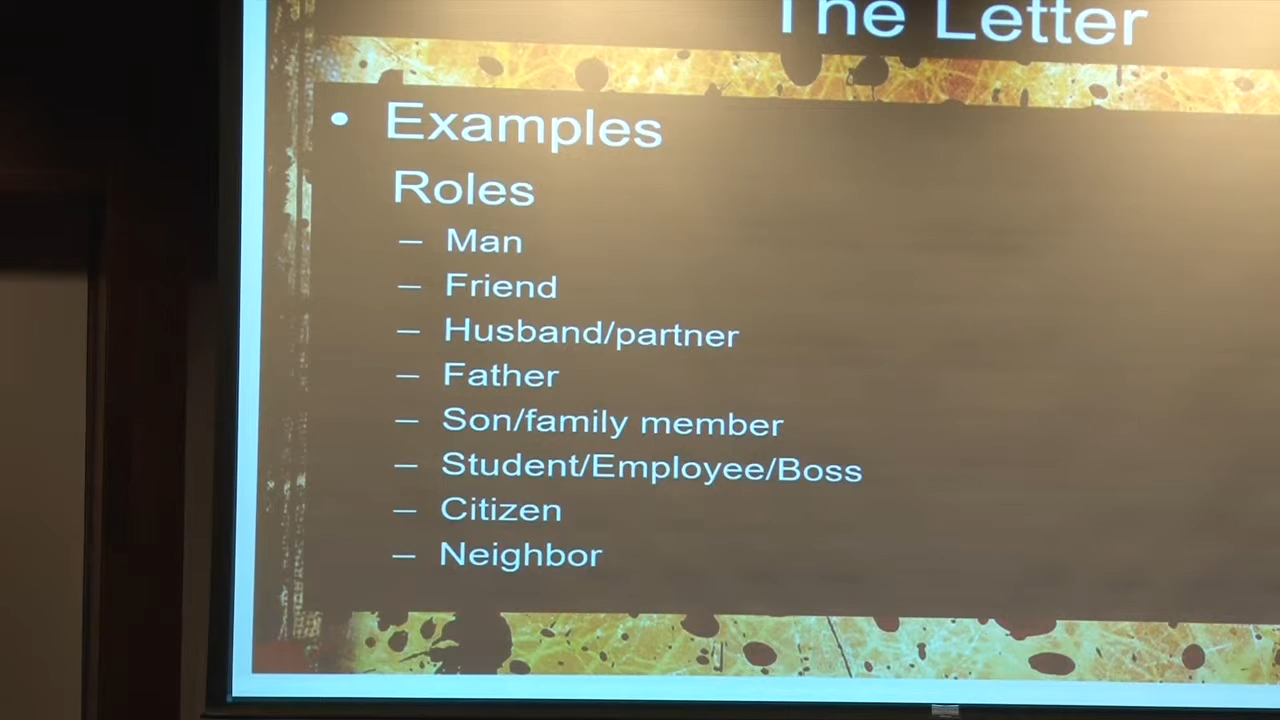 The Letter
• Examples
Roles
– Man
– Friend
– Husband/partner
– Father
– Son/family member
– Student/Employee/Boss
– Citizen
– Neighbor